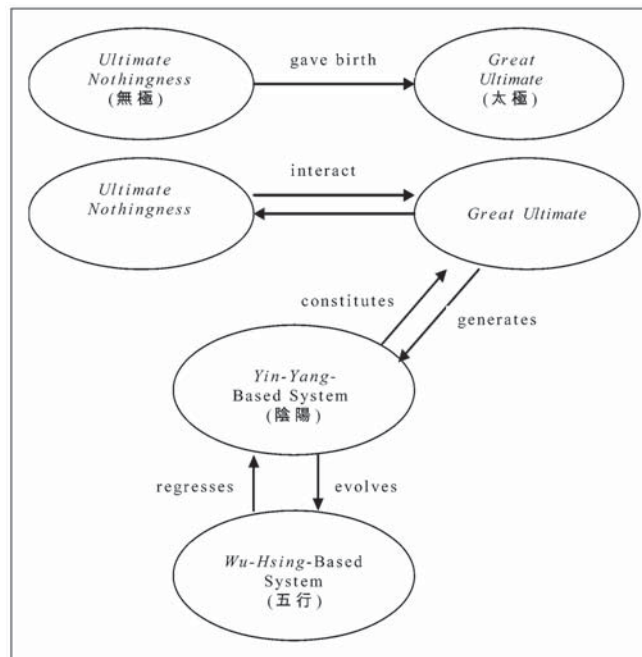 Ultimate
Nothingness
(無極)
gave birth
Great
Ultimate
(太極)
Ultimate
Nothingness
interact
Great Ultimate
constitutes
generates
Yin-Yang-
Based System
(陰陽)
regresses
evolves
Wu-Hsing-Based
System
(五行)